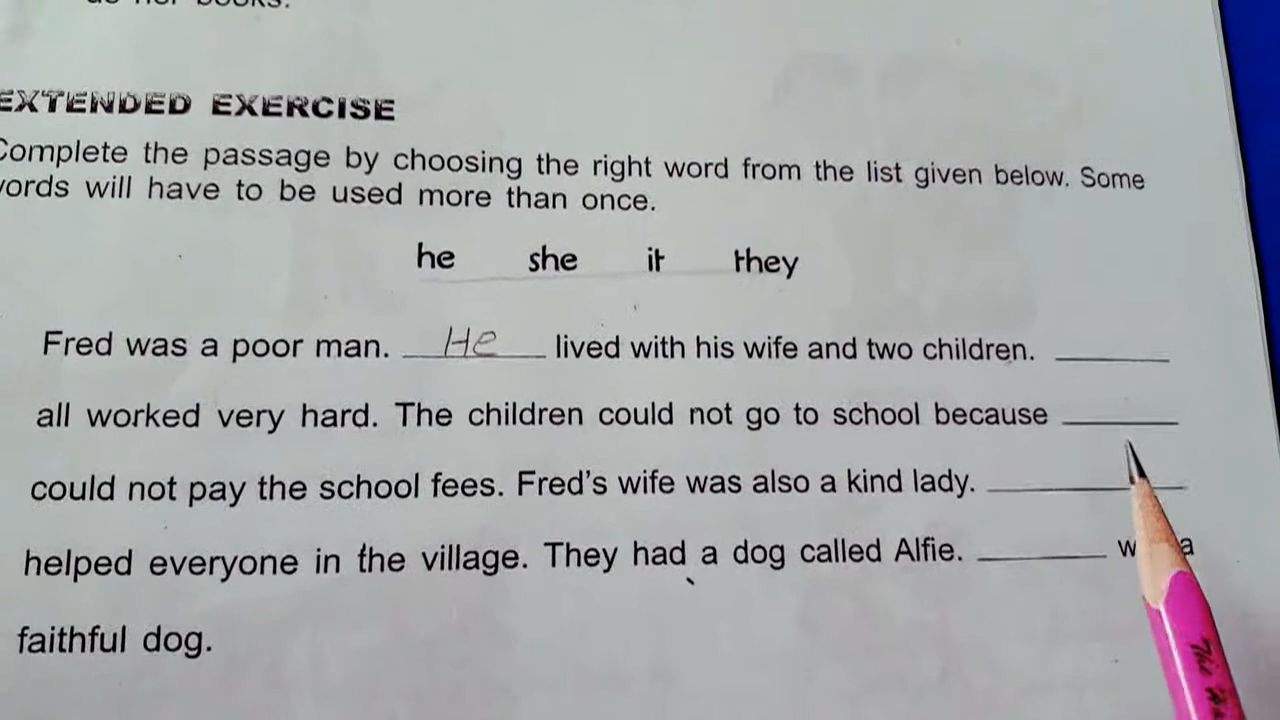 EXTENDED EXERCISE
Complete the passage by choosing the right word from the list given below. Some
words will have to be used more than once.
he she it they
Fred was a poor man. He lived with his wife and two children. ______
all worked very hard. The children could not go to school because ______
could not pay the school fees. Fred's wife was also a kind lady. ______
helped everyone in the village. They had a dog called Alfie. ______ a
faithful dog.